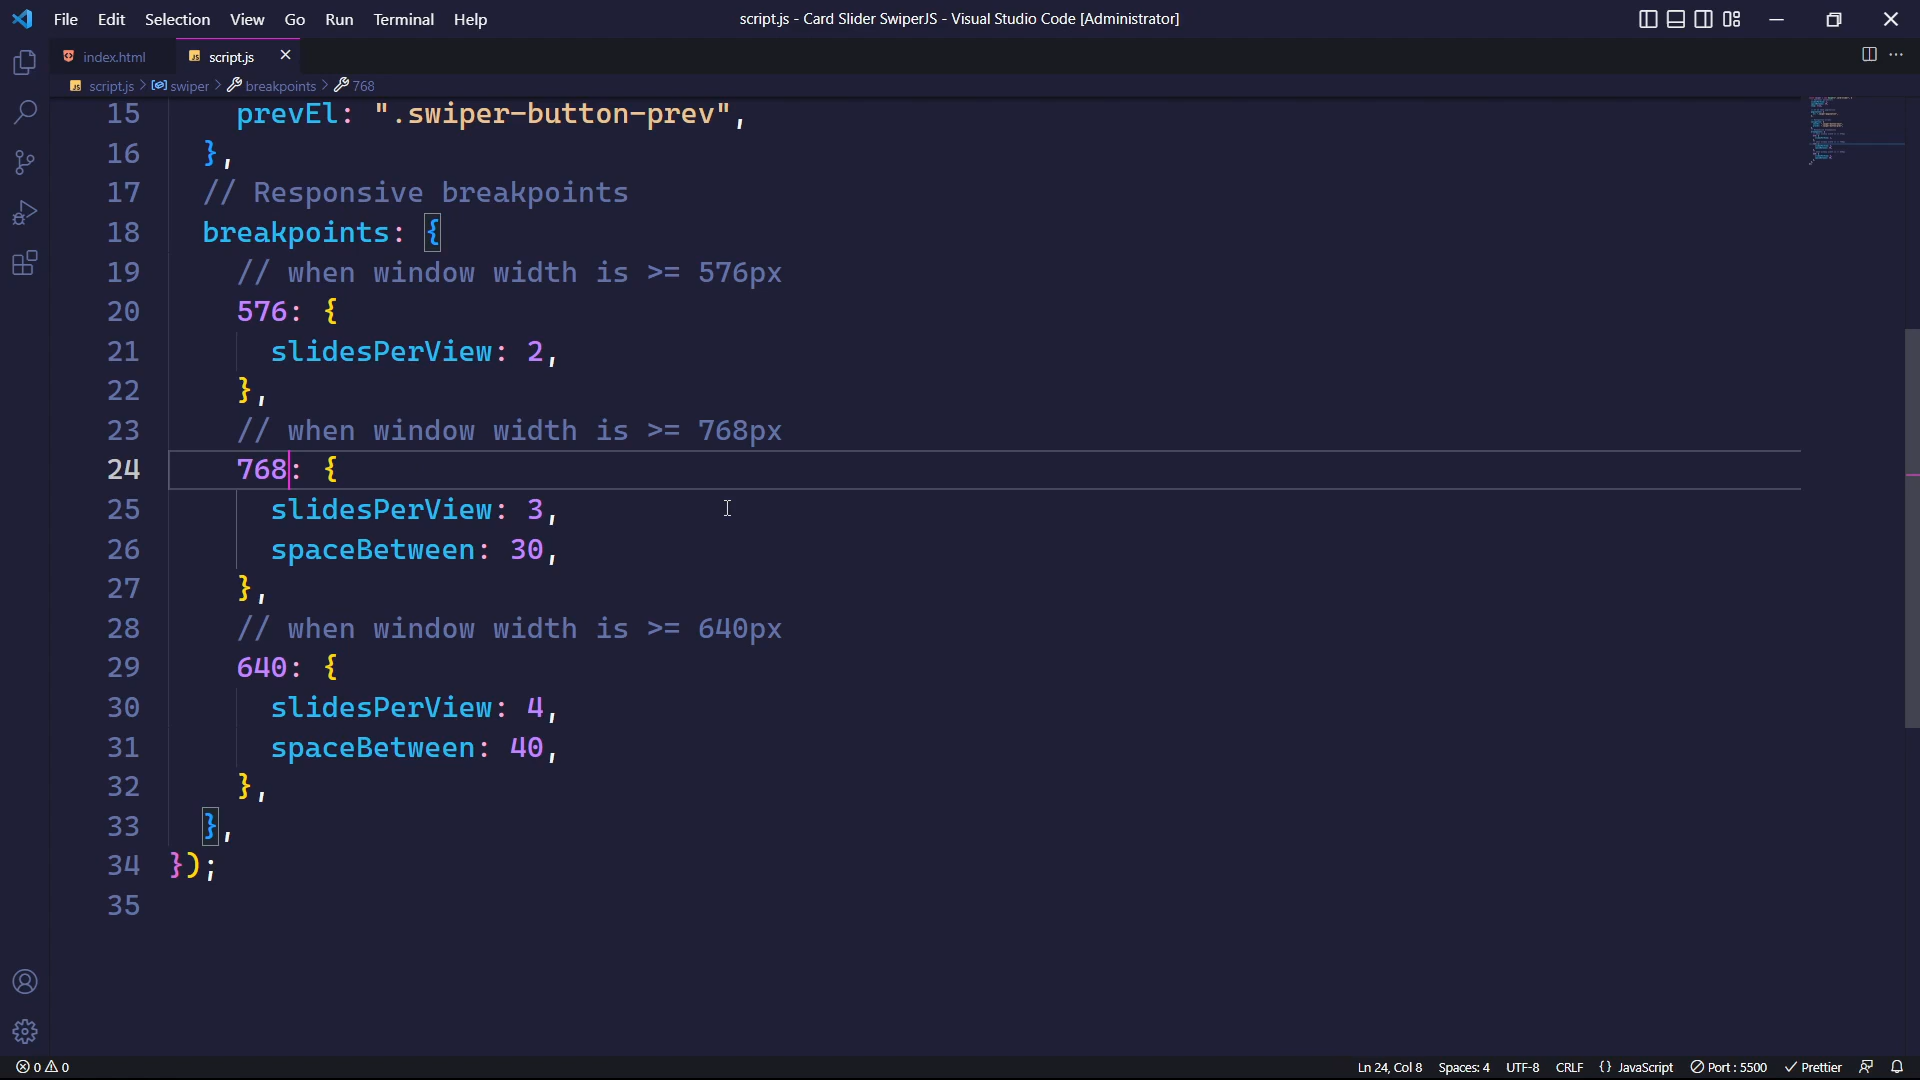 File Edit Selection View Go Run Terminal Help
script.js - Card Slider SwiperJS - Visual Studio Code [Administrator]
index.html script.js
script.js > swiper > breakpoints > 768
15 prevEl: ".swiper-button-prev",
16 },
17 // Responsive breakpoints
18 breakpoints: {
19 // when window width is >= 576px
20 576: {
21 slidesPerView: 2,
22 },
23 // when window width is >= 768px
24 768: {
25 slidesPerView: 3,
26 spaceBetween: 30,
27 },
28 // when window width is >= 640px
29 640: {
30 slidesPerView: 4,
31 spaceBetween: 40,
32 },
33 },
34 });
35
0 0 Ln 24, Col 8 Spaces: 4 UTF-8 CRLF {} JavaScript Port : 5500 Prettier